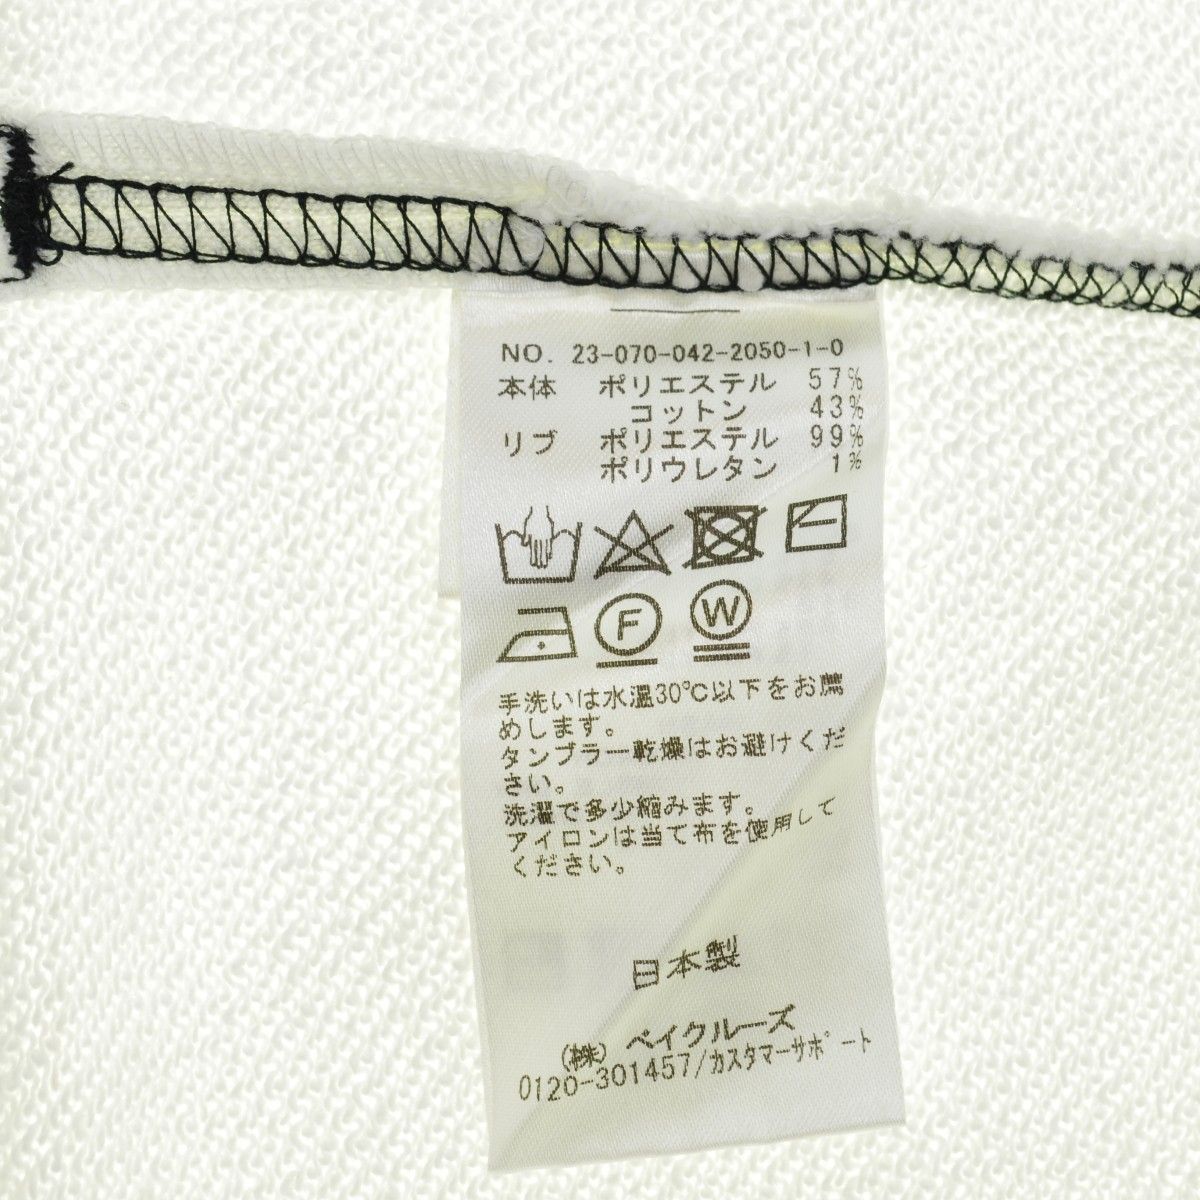 NO. 23-070-042-2050-1-0
本体 ポリエステル 57%
コットン 43%
リブ ポリエステル 99%
ポリウレタン 1%
F W
手洗いは水温30℃以下をお薦
めします。
タンブラー乾燥はお避けくだ
さい。
洗濯で多少縮みます。
アイロンは当て布を使用して
ください。
日本製
(株) ベイクルーズ
0120-301457/カスタマーサポート